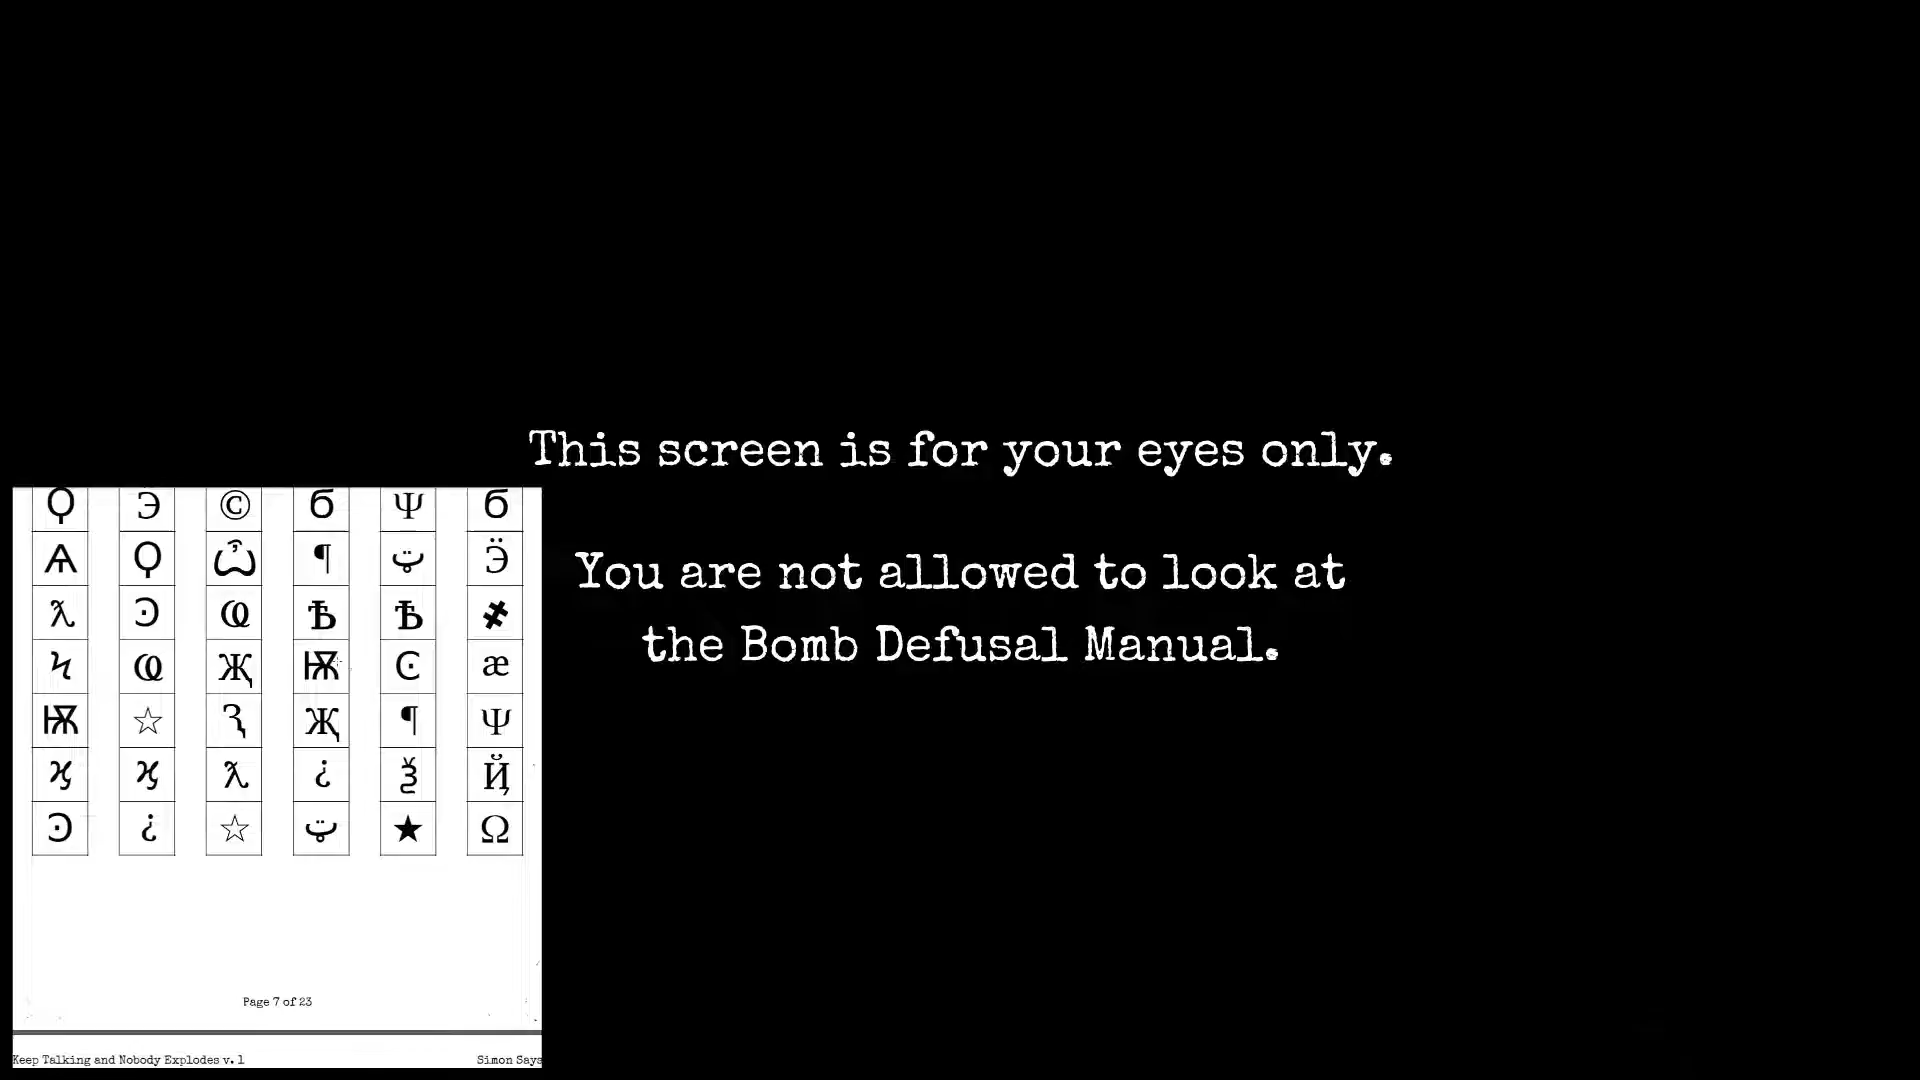 This screen is for your eyes only.
You are not allowed to look at
the Bomb Defusal Manual.
Ϙ Э © б Ψ б
Ѧ Ϙ Ѽ ¶ ټ Ӭ
ƛ Ͽ Ҩ Ѣ Ѣ ҂
Ϟ Ҩ Җ Ѭ Ͼ æ
Ѭ ☆ Ԇ Җ ¶ Ψ
ϗ ϗ ƛ ¿ Ѯ Ҋ
Ͽ ¿ ☆ ټ ★ Ω
Page 7 of 23
Keep Talking and Nobody Explodes v. 1
Simon Says